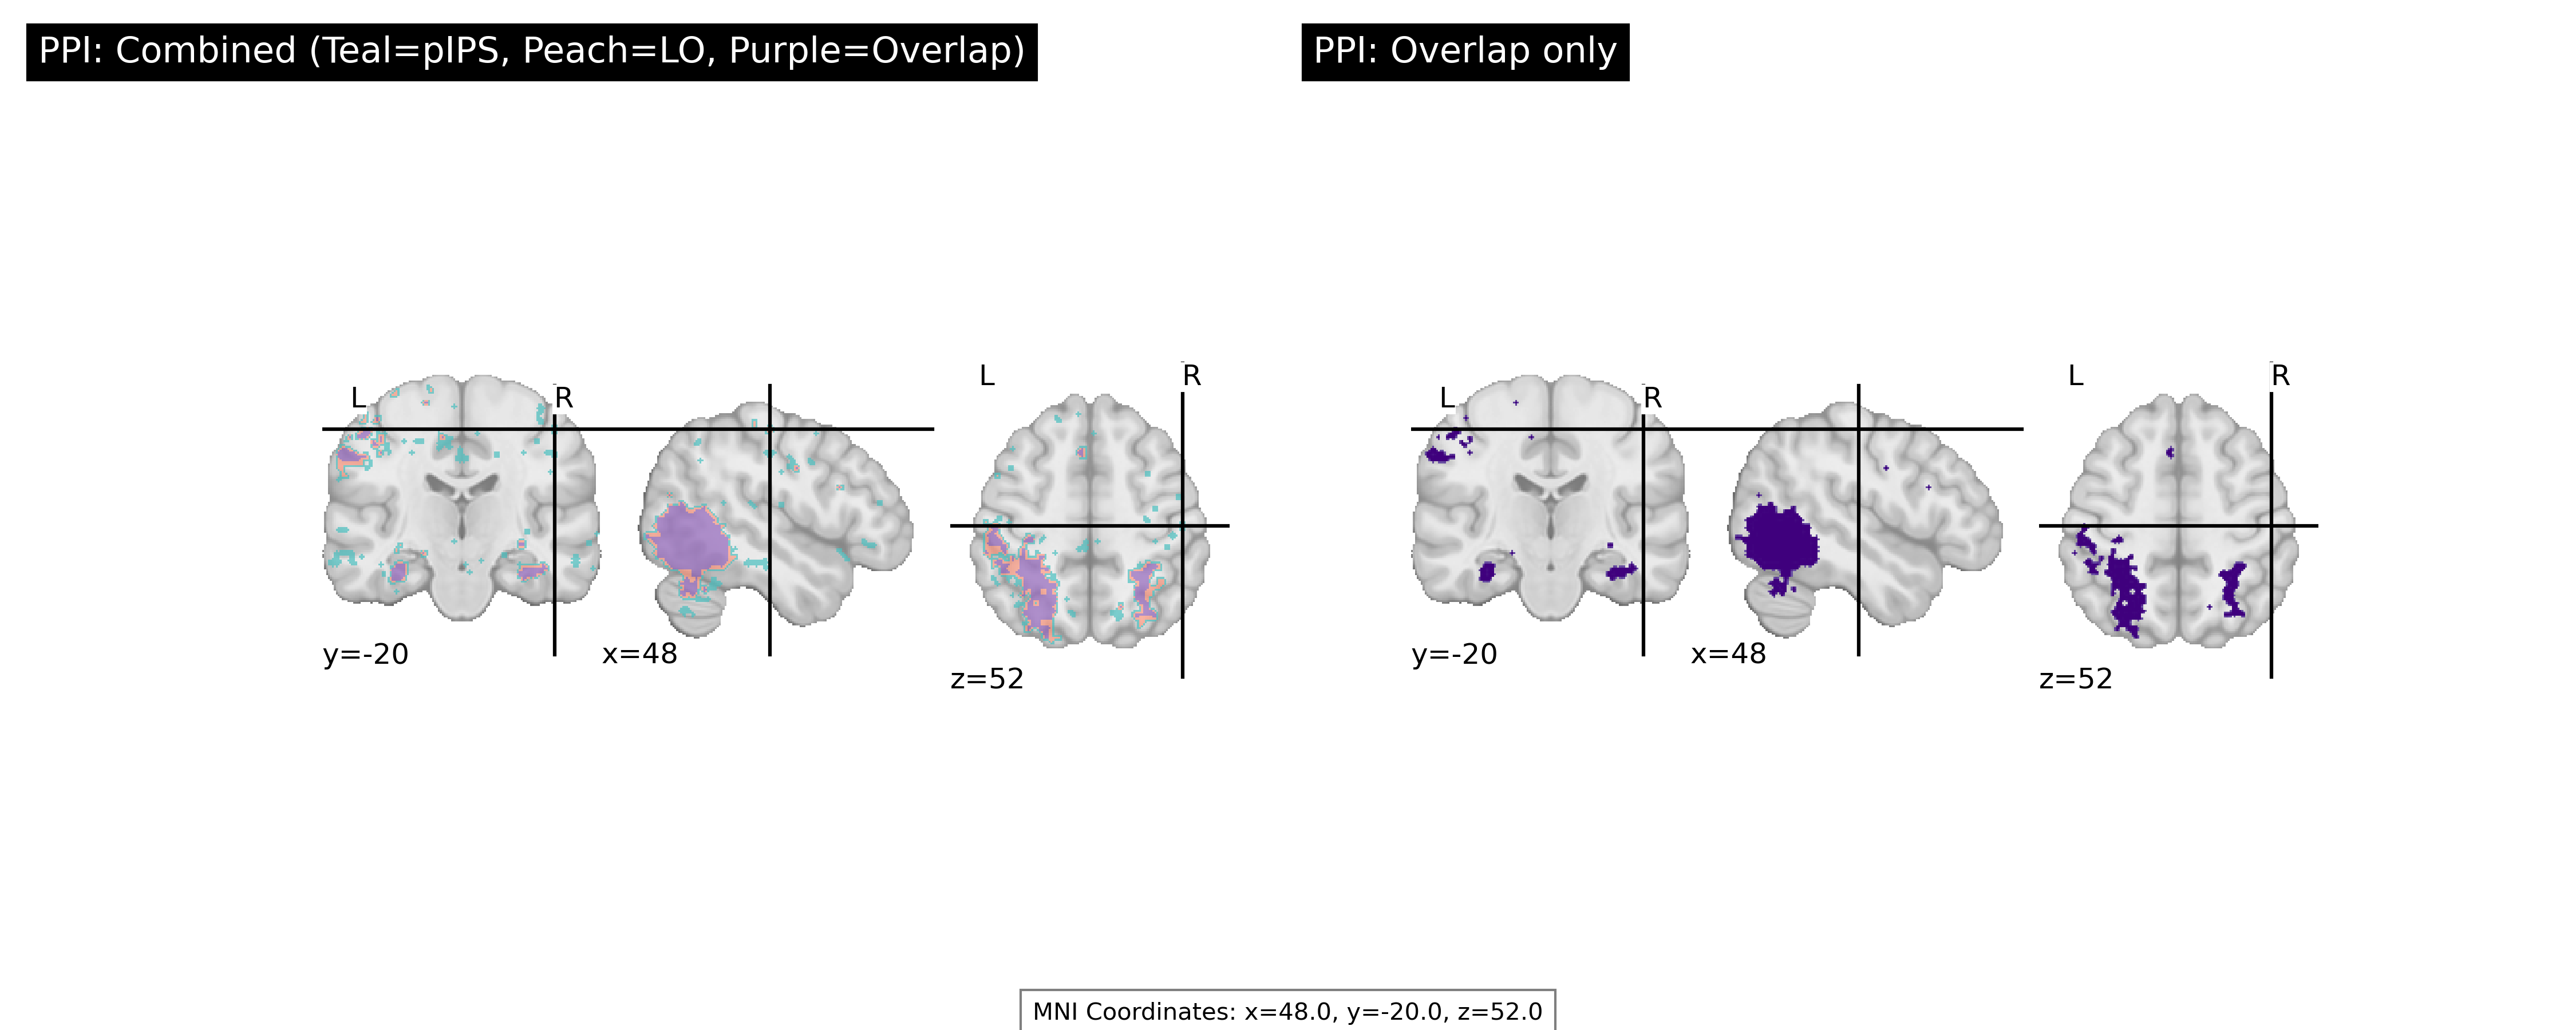 PPI: Combined (Teal=pIPS, Peach=LO, Purple=Overlap)
PPI: Overlap only
L
R
L
R
y=-20
x=48
z=52
L
R
L
R
y=-20
x=48
z=52
MNI Coordinates: x=48.0, y=-20.0, z=52.0